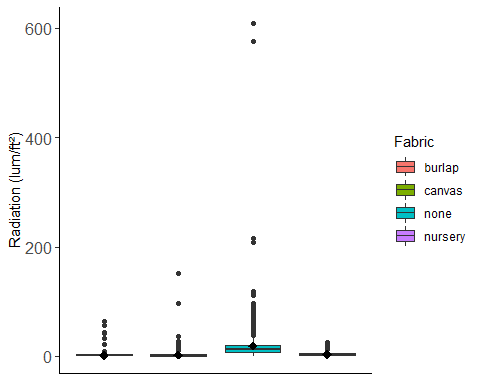 600
400
200
0
Radiation (lum/ft²)
Fabric
burlap
canvas
none
nursery